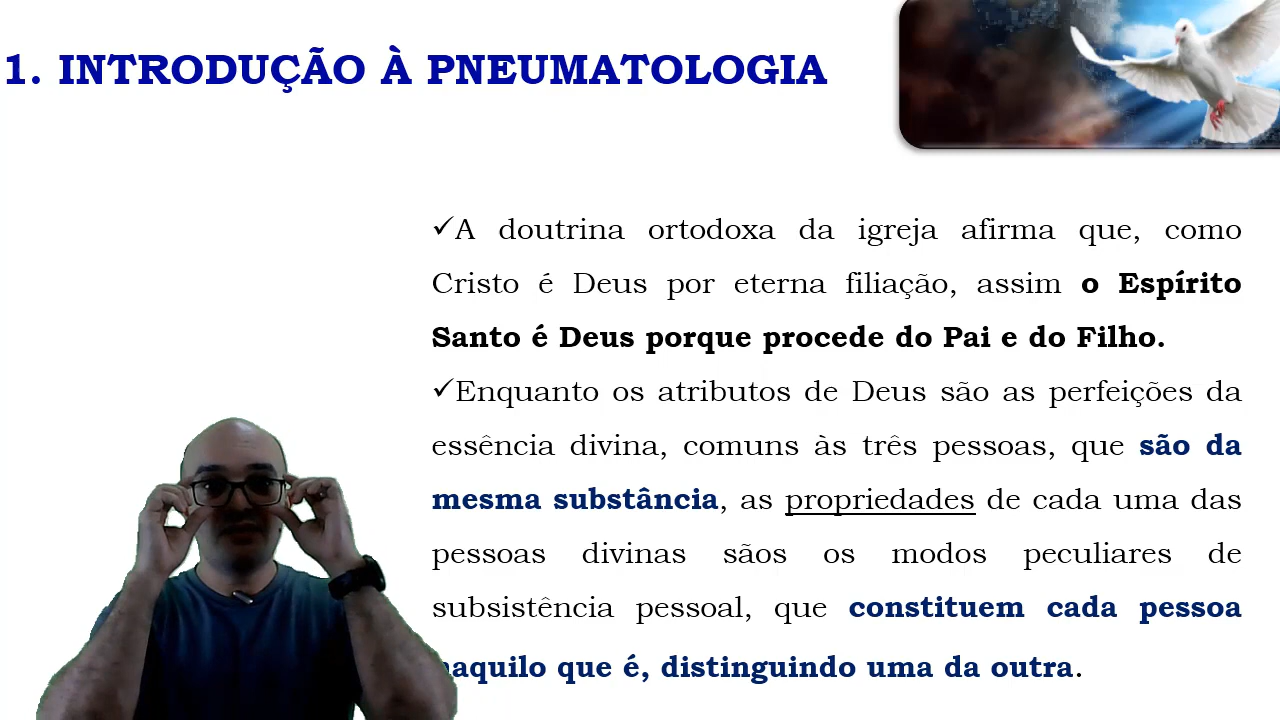 1. INTRODUÇÃO À PNEUMATOLOGIA
✓A doutrina ortodoxa da igreja afirma que, como
Cristo é Deus por eterna filiação, assim o Espírito
Santo é Deus porque procede do Pai e do Filho.
✓Enquanto os atributos de Deus são as perfeições da
essência divina, comuns às três pessoas, que são da
mesma substância, as propriedades de cada uma das
pessoas divinas sãos os modos peculiares de
subsistência pessoal, que constituem cada pessoa
naquilo que é, distinguindo uma da outra.